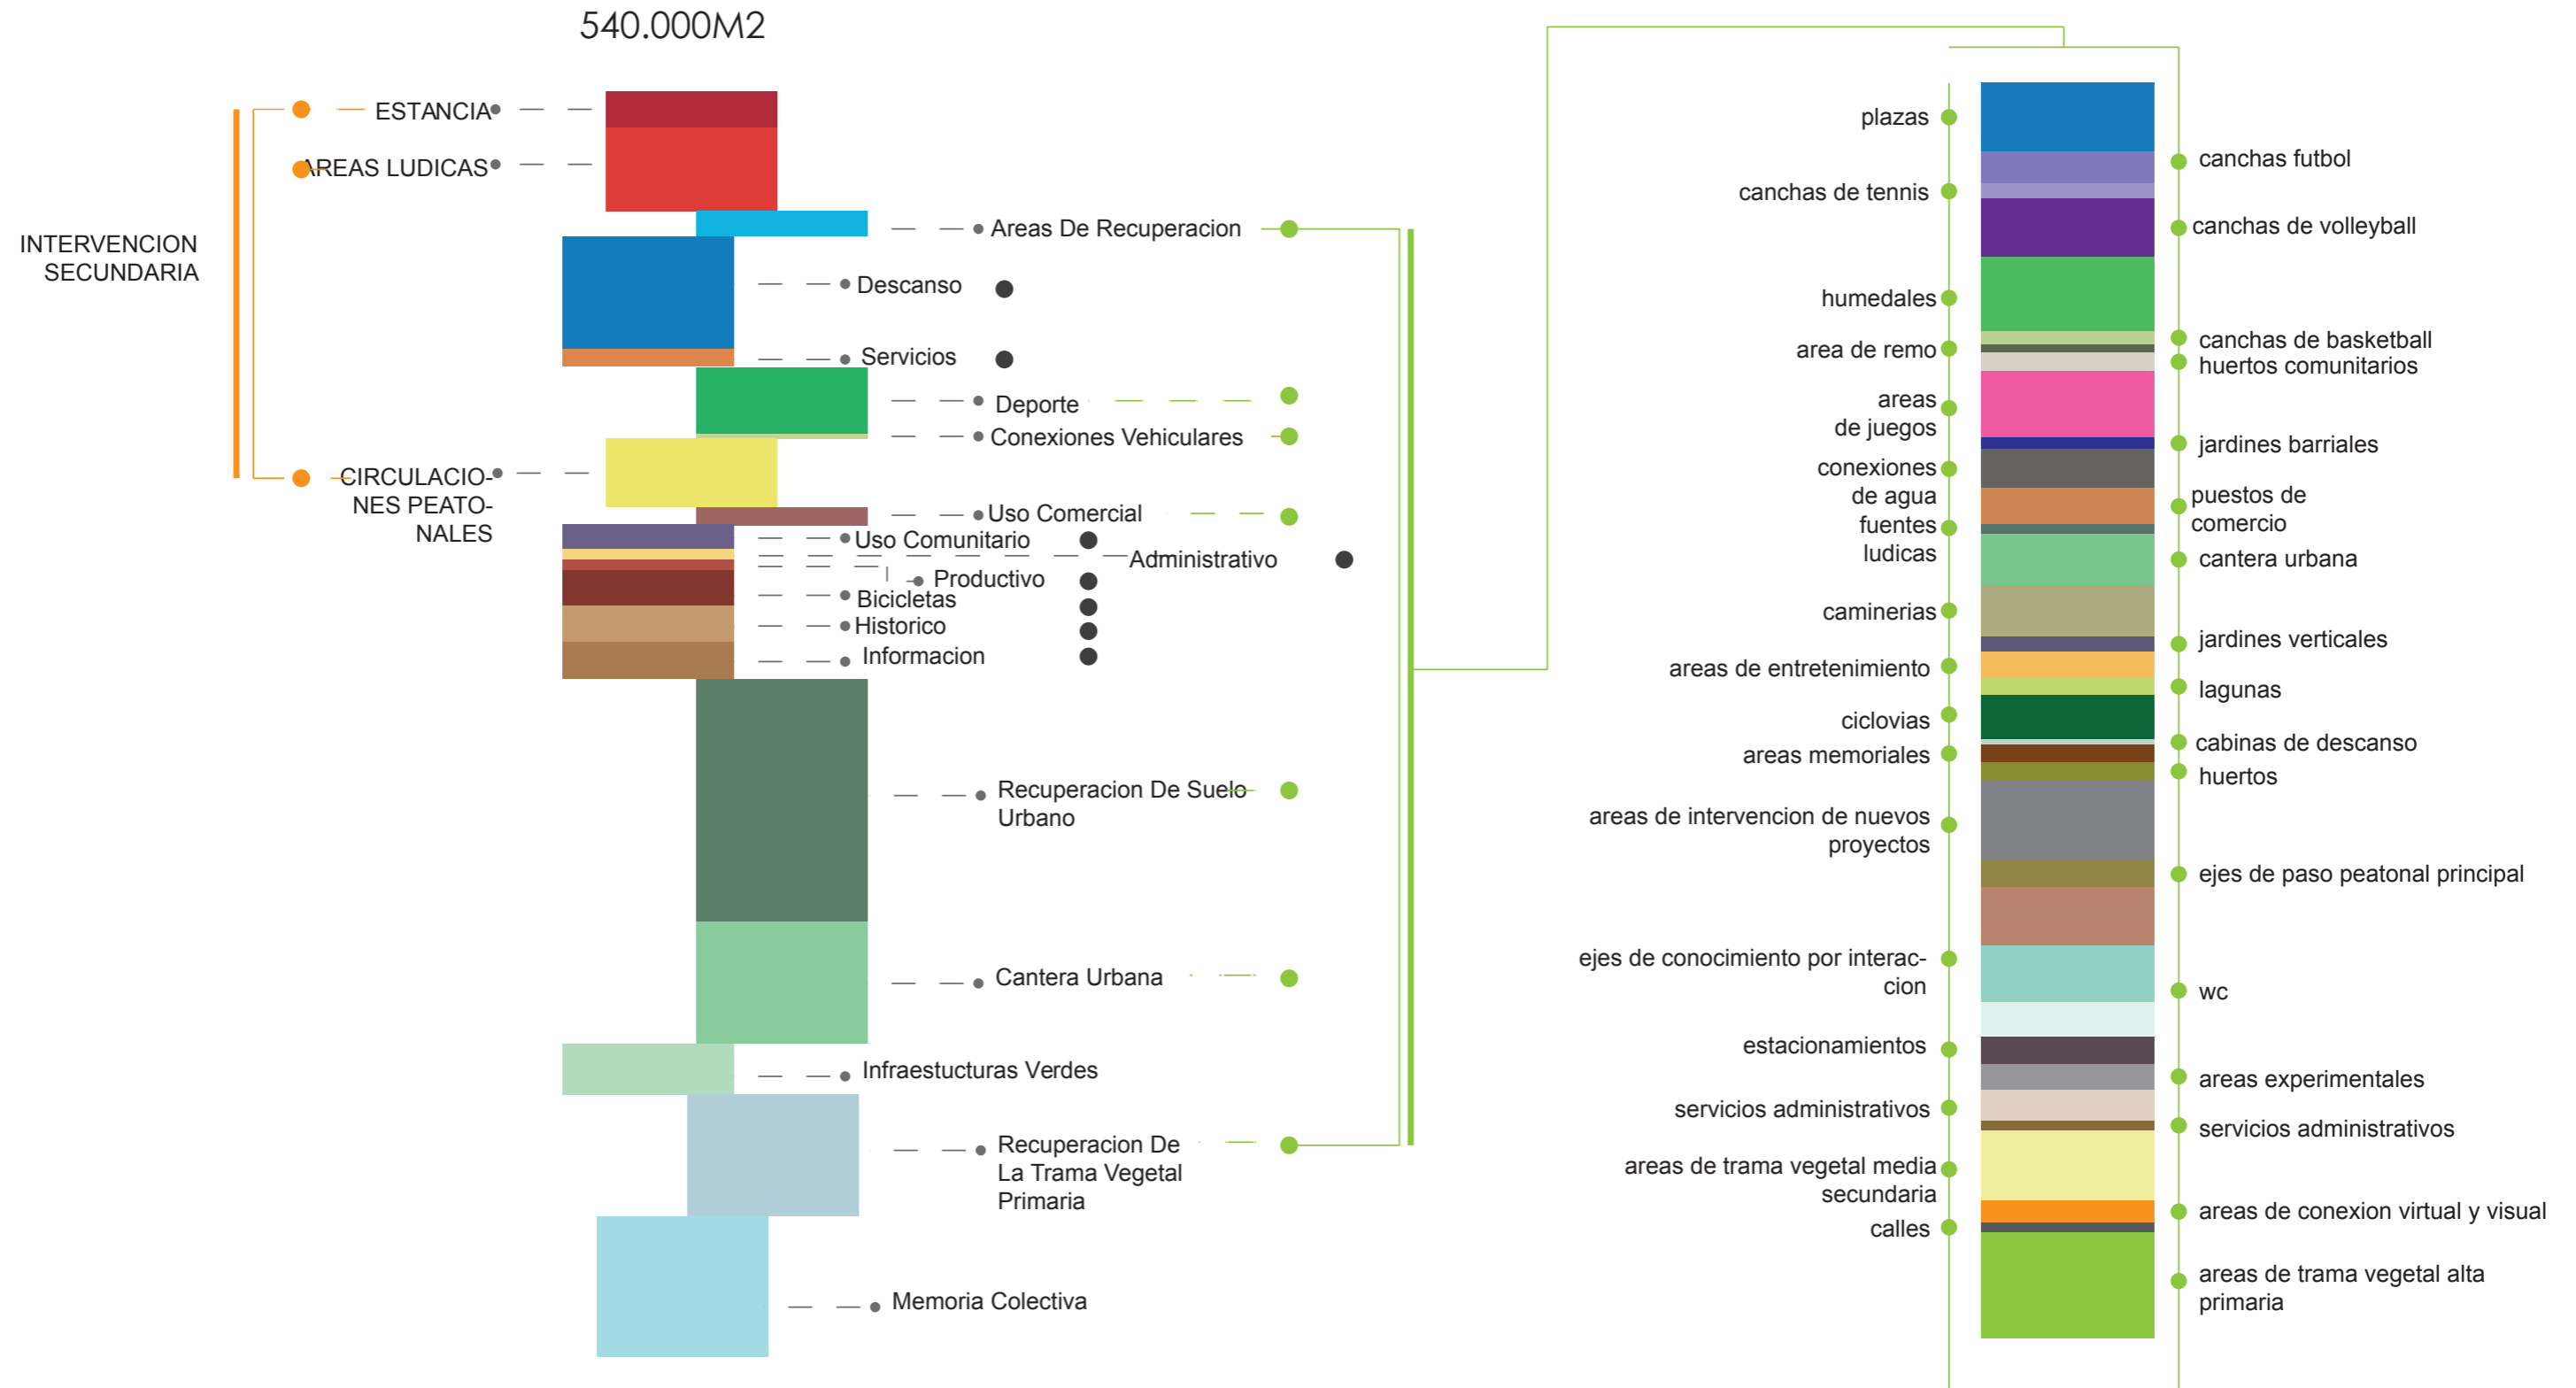 540.000M2
ESTANCIA
AREAS LUDICAS
INTERVENCION
SECUNDARIA
CIRCULACIO-
NES PEATO-
NALES
Areas De Recuperacion
Descanso
Servicios
Deporte
Conexiones Vehiculares
Uso Comercial
Uso Comunitario
Administrativo
Productivo
Bicicletas
Historico
Informacion
Recuperacion De Suelo
Urbano
Cantera Urbana
Infraestucturas Verdes
Recuperacion De
La Trama Vegetal
Primaria
Memoria Colectiva
plazas
canchas de tennis
humedales
area de remo
areas
de juegos
conexiones
de agua
fuentes
ludicas
caminerias
areas de entretenimiento
ciclovias
areas memoriales
areas de intervencion de nuevos
proyectos
ejes de conocimiento por interac-
cion
estacionamientos
servicios administrativos
areas de trama vegetal media
secundaria
calles
canchas futbol
canchas de volleyball
canchas de basketball
huertos comunitarios
jardines barriales
puestos de
comercio
cantera urbana
jardines verticales
lagunas
cabinas de descanso
huertos
ejes de paso peatonal principal
wc
areas experimentales
servicios administrativos
areas de conexion virtual y visual
areas de trama vegetal alta
primaria